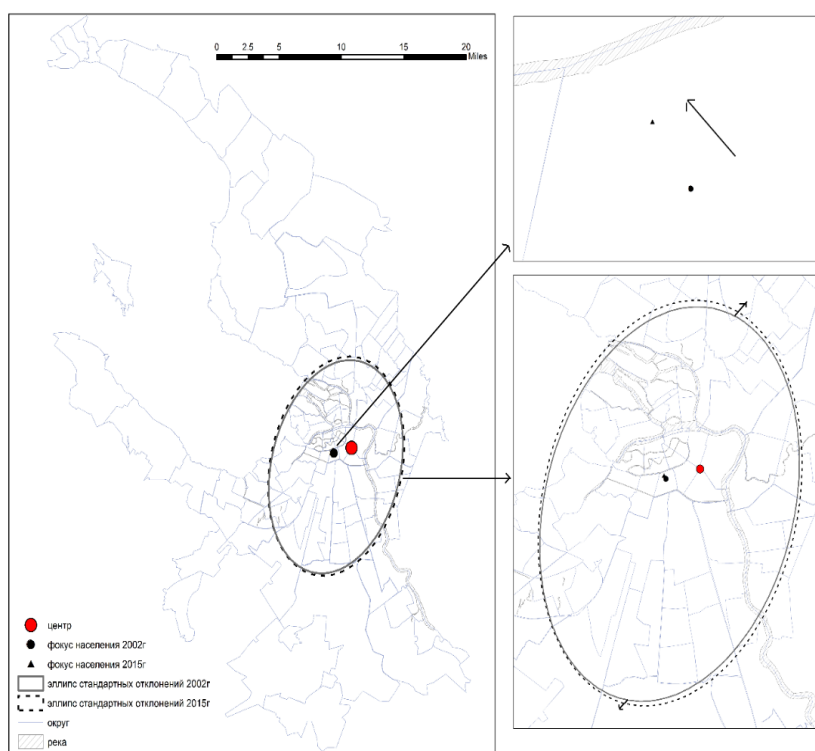 0 2.5 5 10 15 20
Miles
центр
фокус населения 2002г
фокус населения 2015г
эллипс стандартных отклонений 2002г
эллипс стандартных отклонений 2015г
округ
река